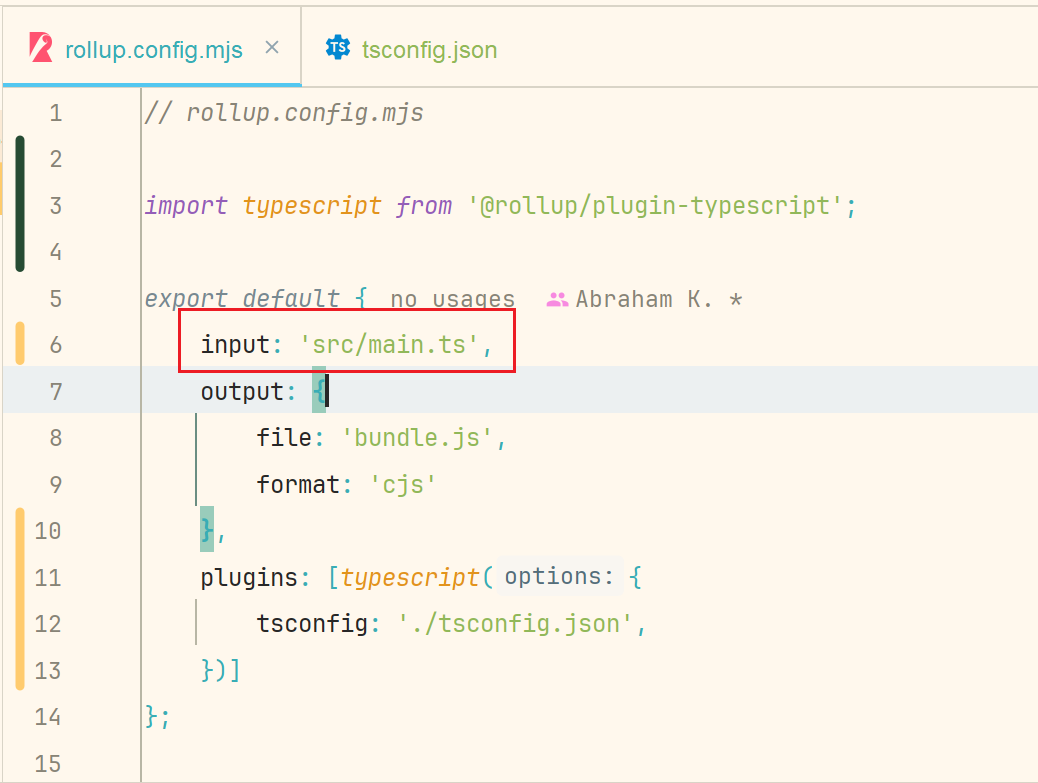 rollup.config.mjs ×
TS tsconfig.json
1 // rollup.config.mjs
2
3 import typescript from '@rollup/plugin-typescript';
4
5 export default { no usages Abraham K. *
6 input: 'src/main.ts',
7 output: {
8 file: 'bundle.js',
9 format: 'cjs'
10 },
11 plugins: [typescript( options: {
12 tsconfig: './tsconfig.json',
13 })]
14 };
15